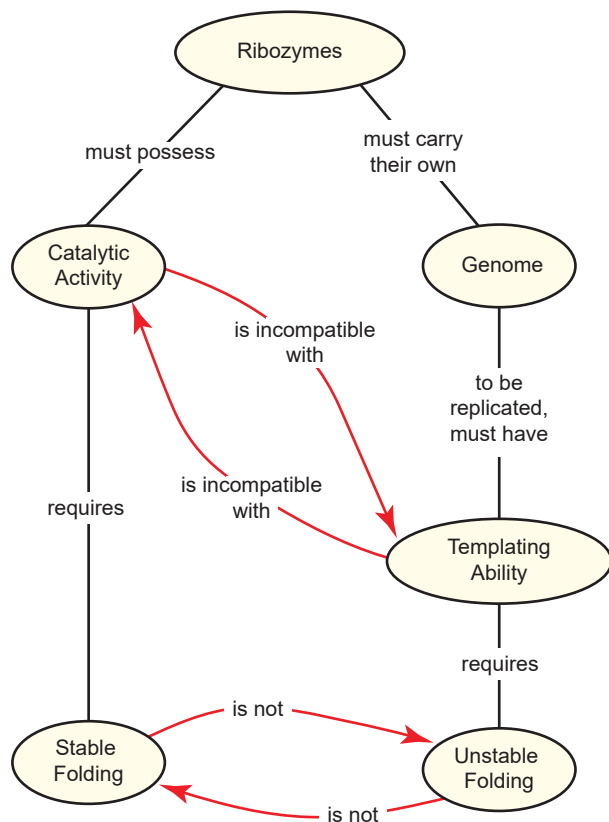 Ribozymes
must possess
must carry
their own
Catalytic
Activity
Genome
is incompatible
with
to be
replicated,
must have
is incompatible
with
requires
Templating
Ability
requires
is not
Stable
Folding
Unstable
Folding
is not